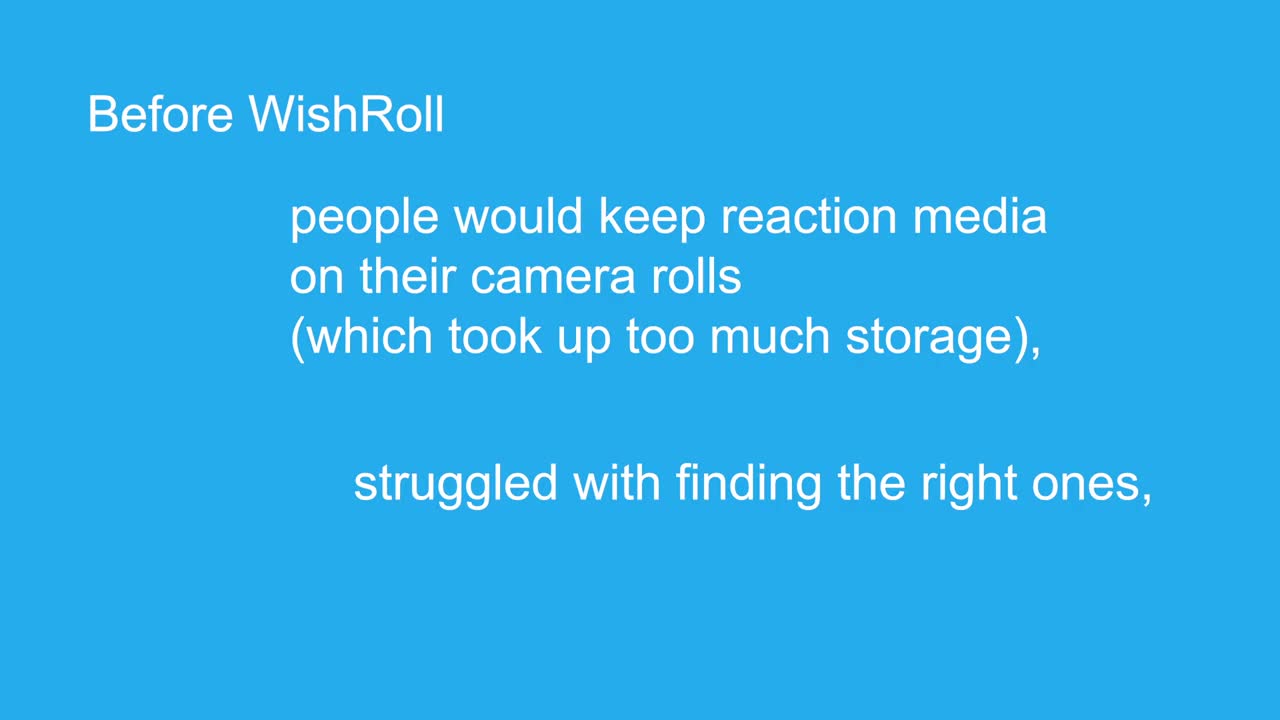 Before WishRoll
people would keep reaction media
on their camera rolls
(which took up too much storage),
struggled with finding the right ones,